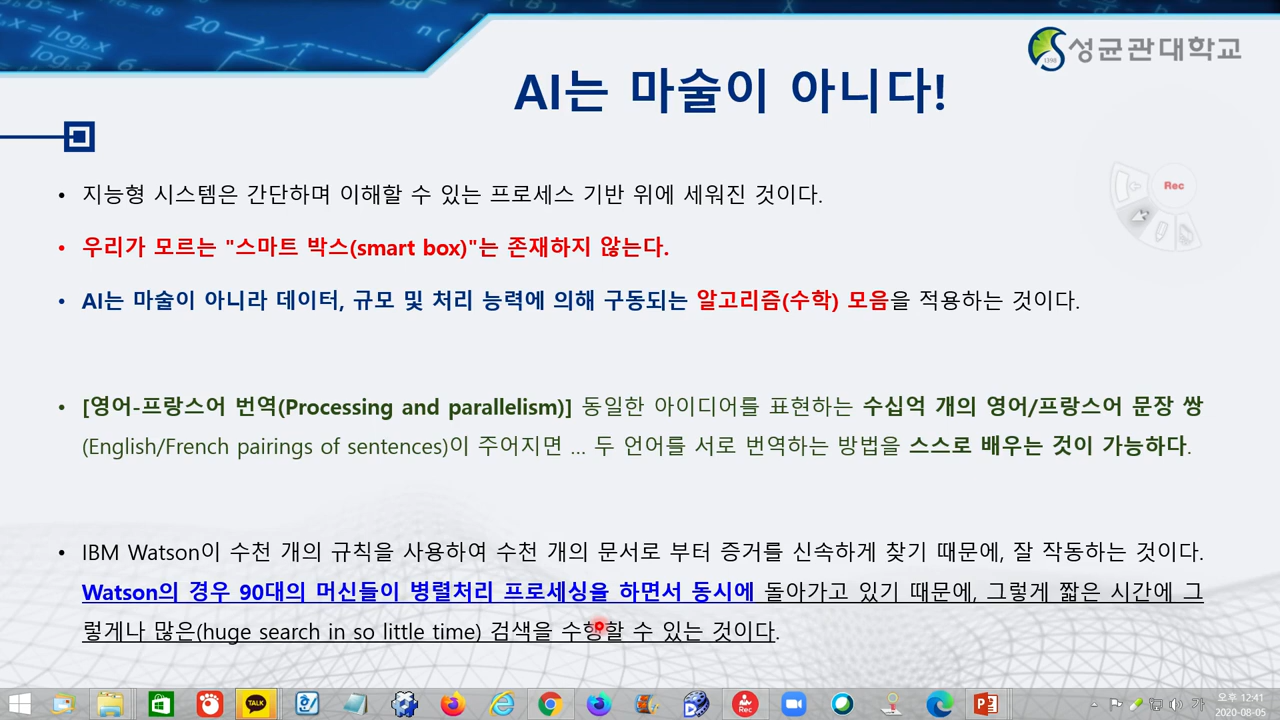 성균관대학교
1398
AI는 마술이 아니다!
Rec
• 지능형 시스템은 간단하며 이해할 수 있는 프로세스 기반 위에 세워진 것이다.
• 우리가 모르는 "스마트 박스(smart box)"는 존재하지 않는다.
• AI는 마술이 아니라 데이터, 규모 및 처리 능력에 의해 구동되는 알고리즘(수학) 모음을 적용하는 것이다.
• [영어-프랑스어 번역(Processing and parallelism)] 동일한 아이디어를 표현하는 수십억 개의 영어/프랑스어 문장 쌍
(English/French pairings of sentences)이 주어지면 ... 두 언어를 서로 번역하는 방법을 스스로 배우는 것이 가능하다.
• IBM Watson이 수천 개의 규칙을 사용하여 수천 개의 문서로 부터 증거를 신속하게 찾기 때문에, 잘 작동하는 것이다.
Watson의 경우 90대의 머신들이 병렬처리 프로세싱을 하면서 동시에 돌아가고 있기 때문에, 그렇게 짧은 시간에 그
렇게나 많은(huge search in so little time) 검색을 수행할 수 있는 것이다.
TALK
Rec
가
오후 12:41
2020-08-05